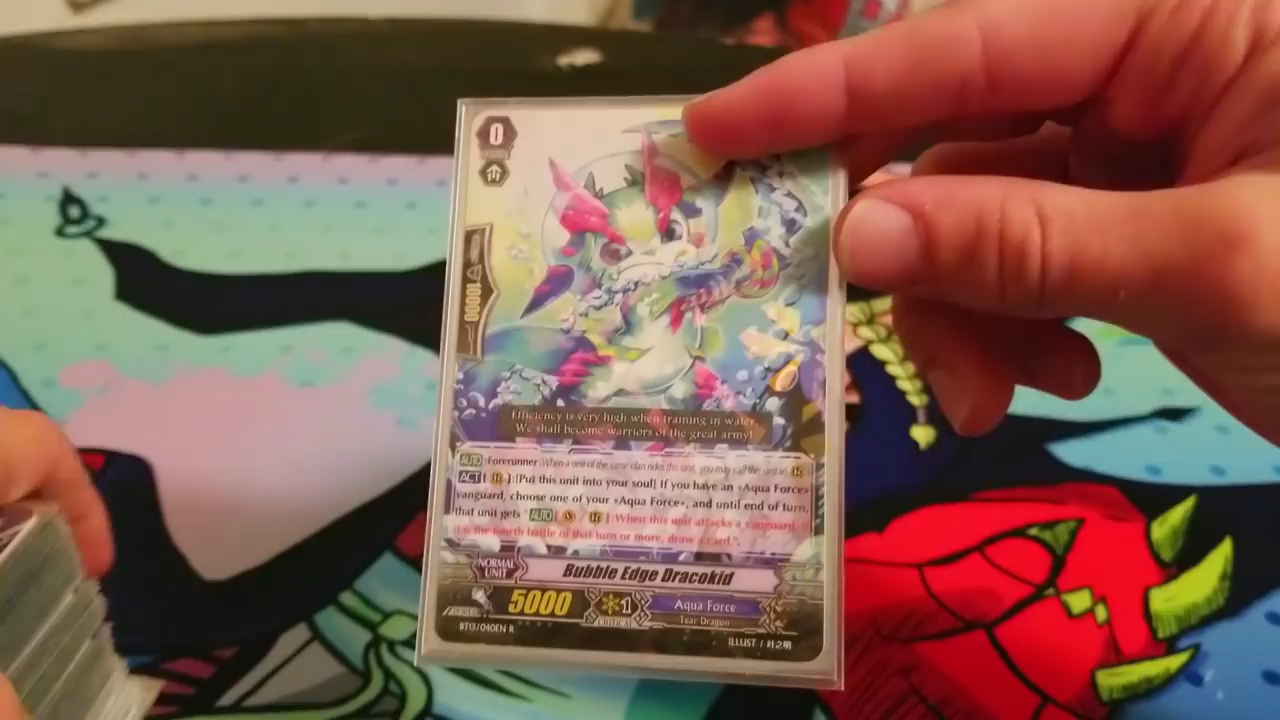 0
10000
Efficiency is very high when training in water.
We shall become warriors of the great army!
AUTO :Forerunner (When a unit of the same clan rides this unit, you may call this unit to R)
ACT [ R ]:[Put this unit into your soul] If you have an «Aqua Force»
vanguard, choose one of your «Aqua Force», and until end of turn,
that unit gets "AUTO [ V / R ]:When this unit attacks a vanguard, if
it is the fourth battle of that turn or more, draw a card.".
NORMAL
UNIT
Bubble Edge Dracokid
5000
1
CRITICAL
Aqua Force
Tear Dragon
BT13/040EN R
ILLUST / 叶之明